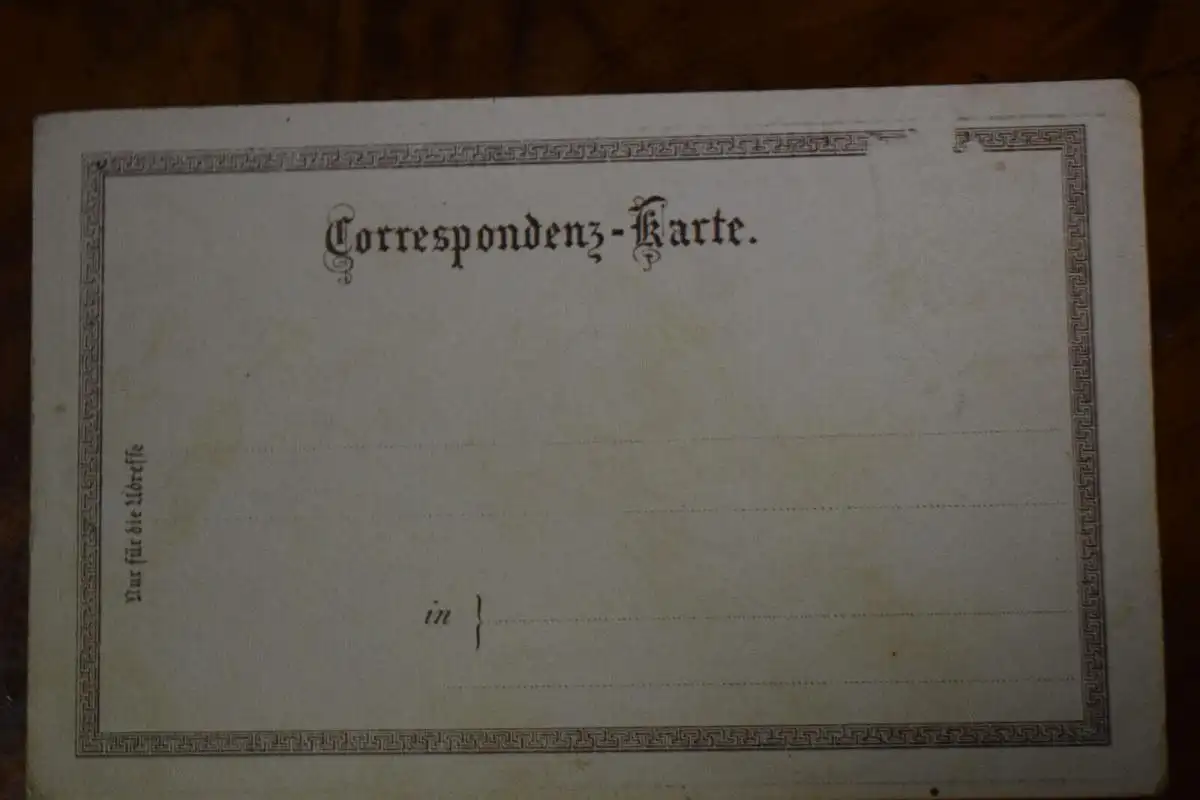 Correspondenz-Karte.
Nur für die Adresse
in